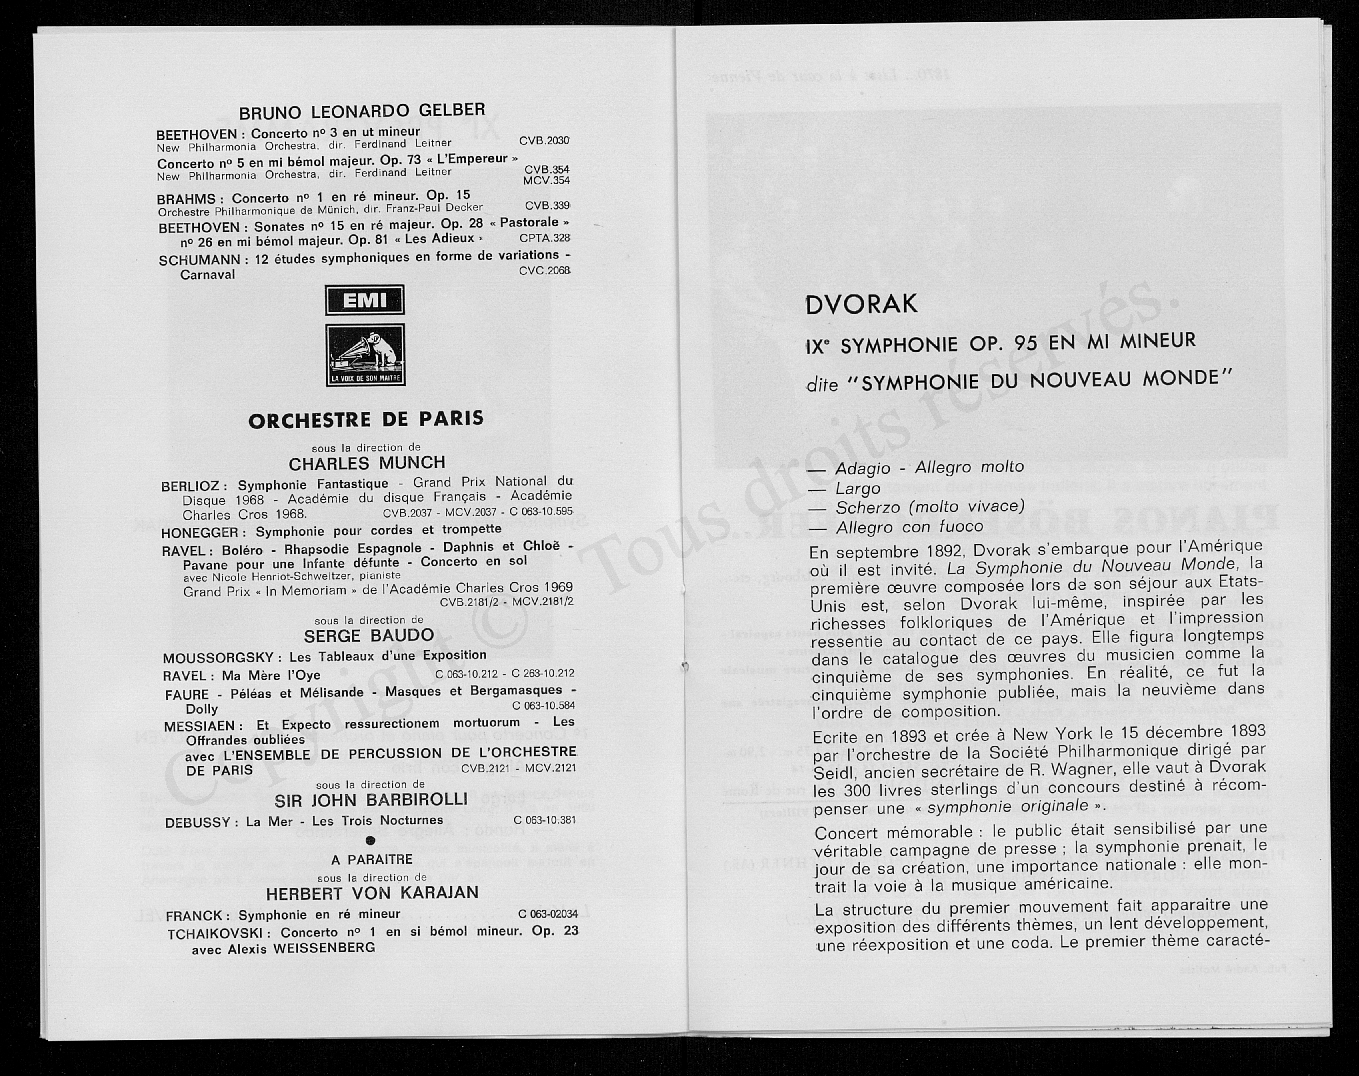 BRUNO LEONARDO GELBER
BEETHOVEN : Concerto nº 3 en ut mineur
New Philharmonia Orchestra, dir. Ferdinand Leitner CVB.2030
Concerto nº 5 en mi bémol majeur. Op. 73 « L'Empereur »
New Philharmonia Orchestra, dir. Ferdinand Leitner CVB.354
MCV.354
BRAHMS : Concerto nº 1 en ré mineur. Op. 15
Orchestre Philharmonique de Münich, dir. Franz-Paul Decker CVB.339
BEETHOVEN : Sonates nº 15 en ré majeur. Op. 28 « Pastorale »
nº 26 en mi bémol majeur. Op. 81 « Les Adieux » CPTA.328
SCHUMANN : 12 études symphoniques en forme de variations -
Carnaval CVC.2068
EMI
LA VOIX DE SON MAITRE
ORCHESTRE DE PARIS
sous la direction de
CHARLES MUNCH
BERLIOZ : Symphonie Fantastique - Grand Prix National du
Disque 1968 - Académie du disque Français - Académie
Charles Cros 1968. CVB.2037 - MCV.2037 - C 063-10.595
HONEGGER : Symphonie pour cordes et trompette
RAVEL : Boléro - Rhapsodie Espagnole - Daphnis et Chloë -
Pavane pour une Infante défunte - Concerto en sol
avec Nicole Henriot-Schweitzer, pianiste
Grand Prix « In Memoriam » de l'Académie Charles Cros 1969
CVB.2181/2 - MCV.2181/2
sous la direction de
SERGE BAUDO
MOUSSORGSKY : Les Tableaux d'une Exposition
RAVEL : Ma Mère l'Oye C 063-10.212 - C 263-10.212
FAURE - Péléas et Mélisande - Masques et Bergamasques -
Dolly C 063-10.584
MESSIAEN : Et Expecto ressurectionem mortuorum - Les
Offrandes oubliées
avec L'ENSEMBLE DE PERCUSSION DE L'ORCHESTRE
DE PARIS CVB.2121 - MCV.2121
sous la direction de
SIR JOHN BARBIROLLI
DEBUSSY : La Mer - Les Trois Nocturnes C 063-10.381
A PARAITRE
sous la direction de
HERBERT VON KARAJAN
FRANCK : Symphonie en ré mineur C 063-02034
TCHAIKOVSKI : Concerto nº 1 en si bémol mineur. Op. 23
avec Alexis WEISSENBERG
DVORAK
IXᵉ SYMPHONIE OP. 95 EN MI MINEUR
dite "SYMPHONIE DU NOUVEAU MONDE"
— Adagio - Allegro molto
— Largo
— Scherzo (molto vivace)
— Allegro con fuoco
En septembre 1892, Dvorak s'embarque pour l'Amérique
où il est invité. La Symphonie du Nouveau Monde, la
première œuvre composée lors de son séjour aux Etats-
Unis est, selon Dvorak lui-même, inspirée par les
richesses folkloriques de l'Amérique et l'impression
ressentie au contact de ce pays. Elle figura longtemps
dans le catalogue des œuvres du musicien comme la
cinquième de ses symphonies. En réalité, ce fut la
cinquième symphonie publiée, mais la neuvième dans
l'ordre de composition.
Ecrite en 1893 et crée à New York le 15 décembre 1893
par l'orchestre de la Société Philharmonique dirigé par
Seidl, ancien secrétaire de R. Wagner, elle vaut à Dvorak
les 300 livres sterlings d'un concours destiné à récom-
penser une « symphonie originale ».
Concert mémorable : le public était sensibilisé par une
véritable campagne de presse ; la symphonie prenait, le
jour de sa création, une importance nationale : elle mon-
trait la voie à la musique américaine.
La structure du premier mouvement fait apparaître une
exposition des différents thèmes, un lent développement,
une réexposition et une coda. Le premier thème caracté-
Copyright © Tous droits réservés.